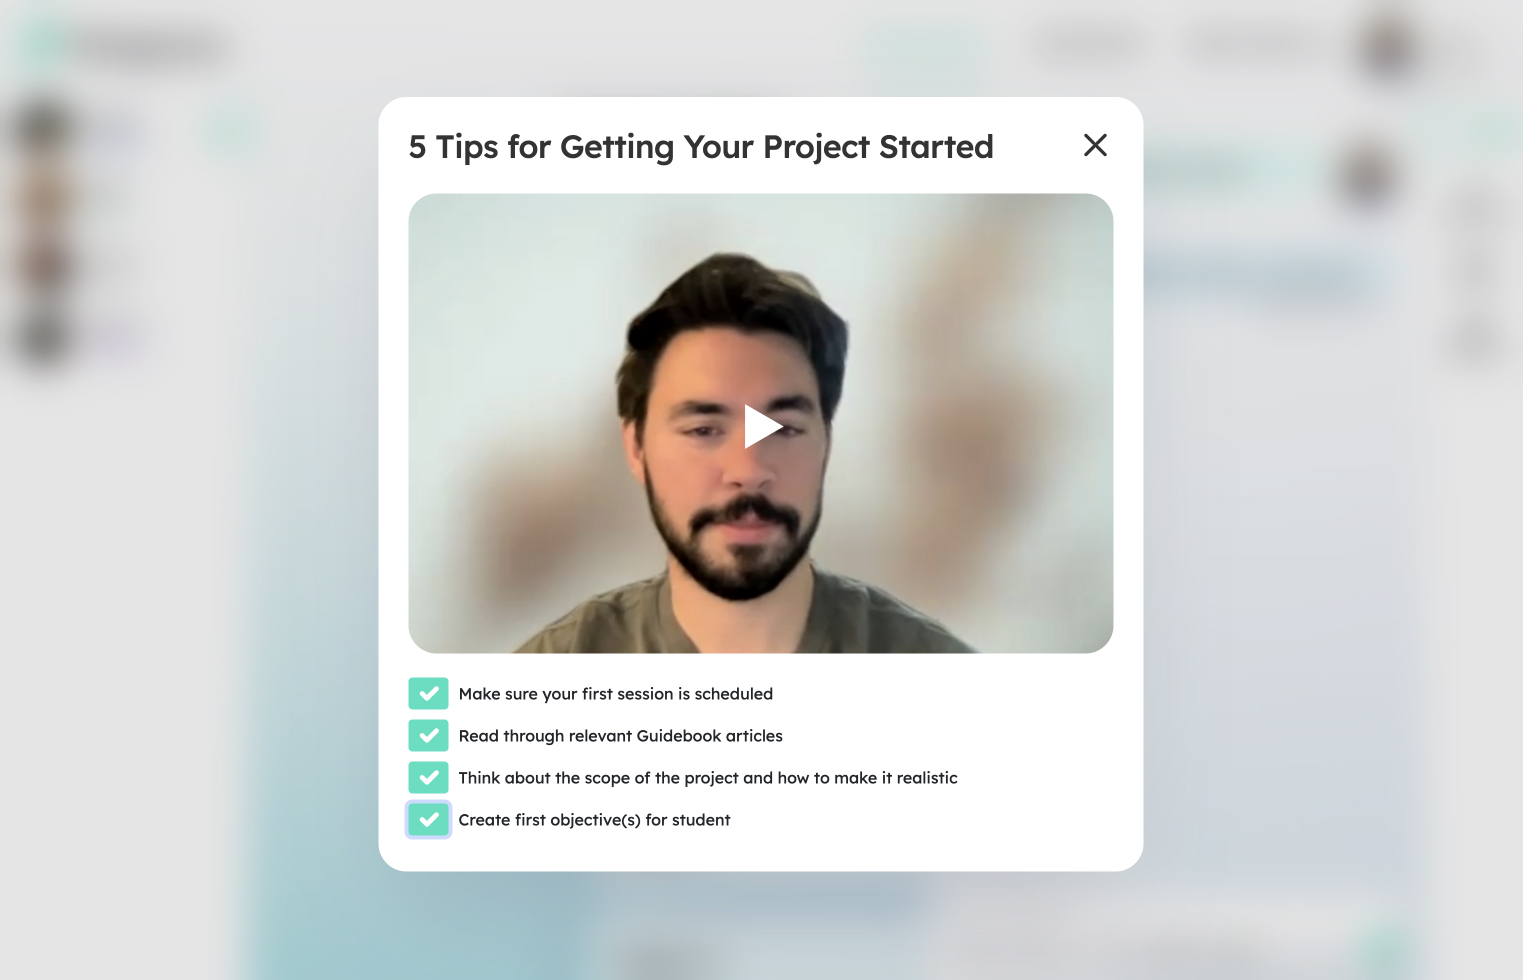 5 Tips for Getting Your Project Started
Make sure your first session is scheduled
Read through relevant Guidebook articles
Think about the scope of the project and how to make it realistic
Create first objective(s) for student